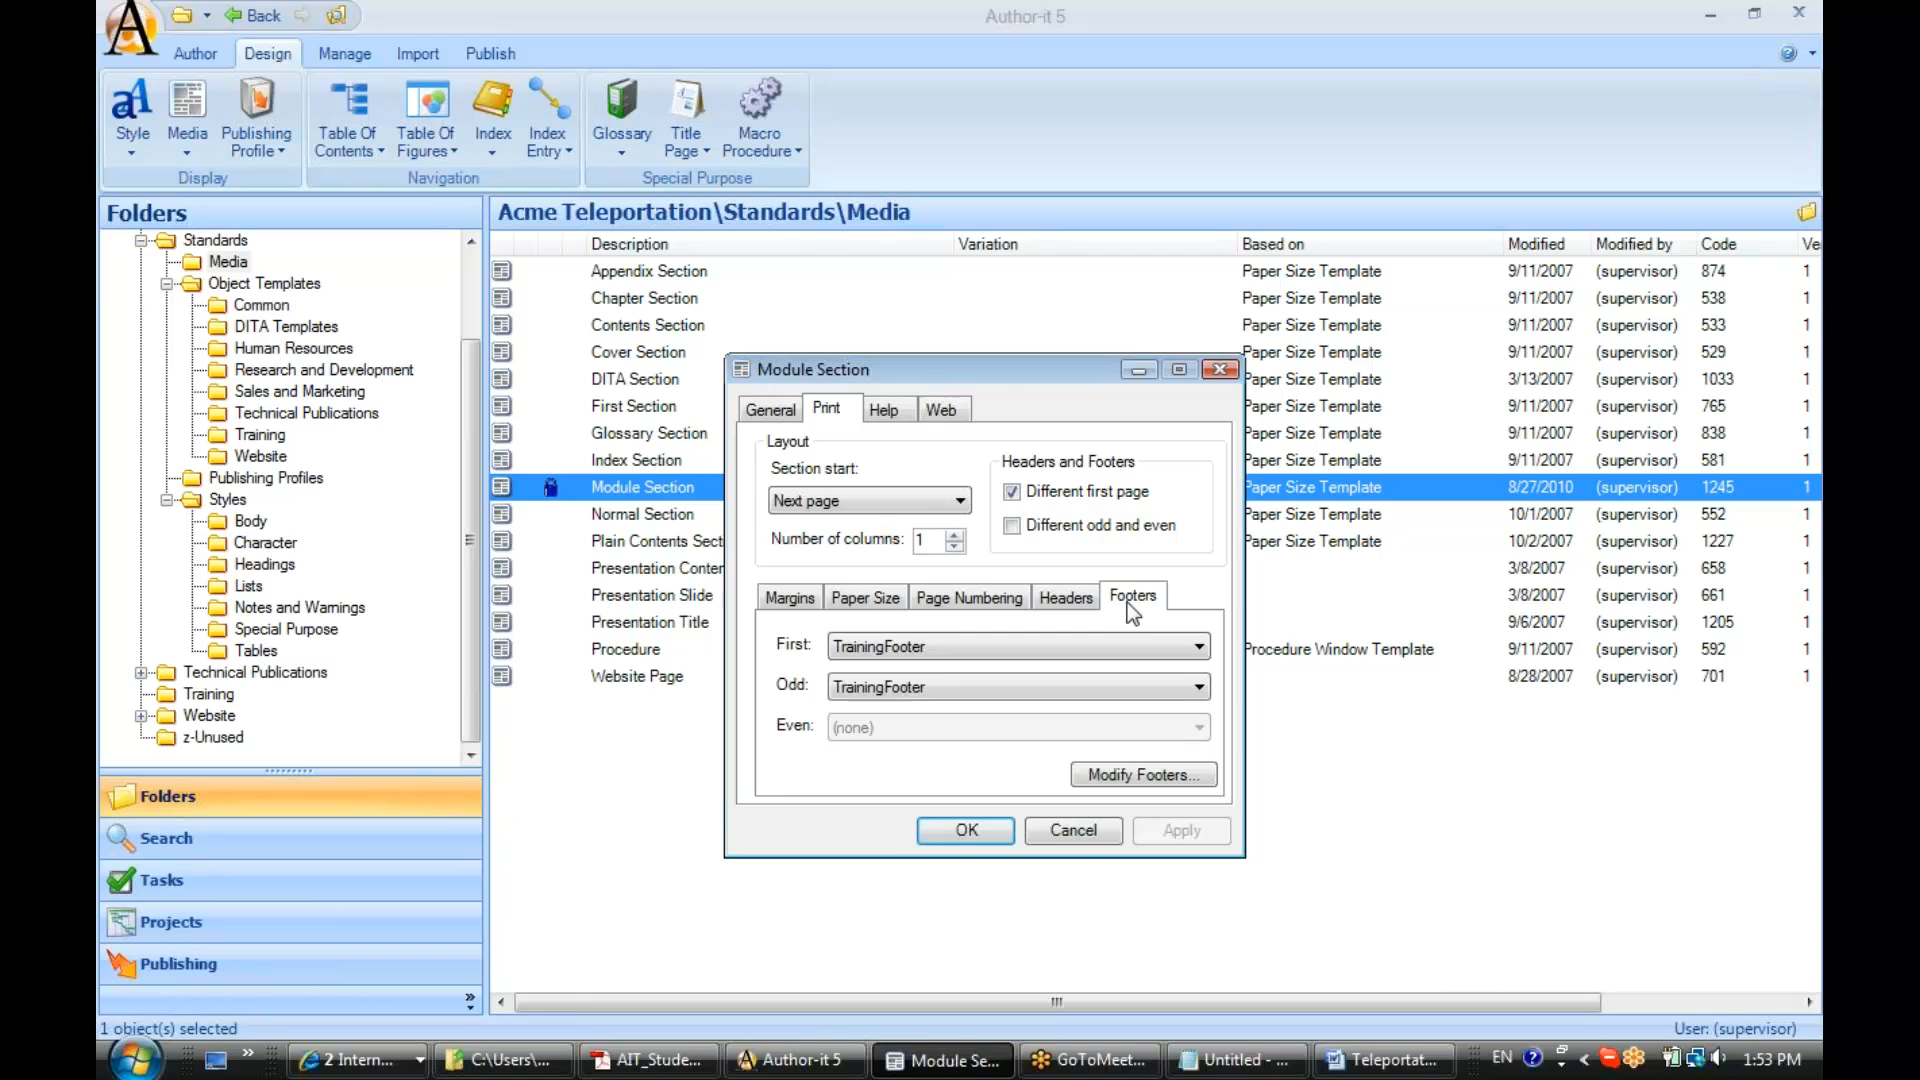 Back
Author-it 5
Author Design Manage Import Publish
Style Media Publishing Profile Table Of Contents Table Of Figures Index Index Entry Glossary Title Page Macro Procedure
Display Navigation Special Purpose
Folders
Standards
Media
Object Templates
Common
DITA Templates
Human Resources
Research and Development
Sales and Marketing
Technical Publications
Training
Website
Publishing Profiles
Styles
Body
Character
Headings
Lists
Notes and Warnings
Special Purpose
Tables
Technical Publications
Training
Website
z-Unused
Folders
Search
Tasks
Projects
Publishing
Acme Teleportation\Standards\Media
Description Variation Based on Modified Modified by Code Ve
Appendix Section Paper Size Template 9/11/2007 (supervisor) 874 1
Chapter Section Paper Size Template 9/11/2007 (supervisor) 538 1
Contents Section Paper Size Template 9/11/2007 (supervisor) 533 1
Cover Section Paper Size Template 9/11/2007 (supervisor) 529 1
DITA Section Paper Size Template 3/13/2007 (supervisor) 1033 1
First Section Paper Size Template 9/11/2007 (supervisor) 765 1
Glossary Section Paper Size Template 9/11/2007 (supervisor) 838 1
Index Section Paper Size Template 9/11/2007 (supervisor) 581 1
Module Section Paper Size Template 8/27/2010 (supervisor) 1245 1
Normal Section Paper Size Template 10/1/2007 (supervisor) 552 1
Plain Contents Sect Paper Size Template 10/2/2007 (supervisor) 1227 1
Presentation Conter 3/8/2007 (supervisor) 658 1
Presentation Slide 3/8/2007 (supervisor) 661 1
Presentation Title 9/6/2007 (supervisor) 1205 1
Procedure Procedure Window Template 9/11/2007 (supervisor) 592 1
Website Page 8/28/2007 (supervisor) 701 1
Module Section
General Print Help Web
Layout
Section start:
Next page
Number of columns: 1
Headers and Footers
Different first page
Different odd and even
Margins Paper Size Page Numbering Headers Footers
First: TrainingFooter
Odd: TrainingFooter
Even: (none)
Modify Footers...
OK Cancel Apply
1 object(s) selected
User: (supervisor)
2 Intern... C:\Users\... AIT_Stude... Author-it 5 Module Se... GoToMeet... Untitled - ... Teleportat... EN 1:53 PM